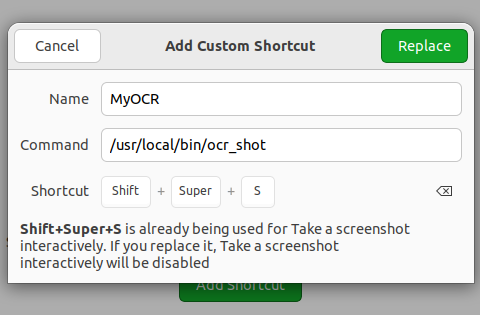 Cancel Add Custom Shortcut Replace
Name MyOCR
Command /usr/local/bin/ocr_shot
Shortcut Shift + Super + S
Shift+Super+S is already being used for Take a screenshot
interactively. If you replace it, Take a screenshot
interactively will be disabled
Add Shortcut